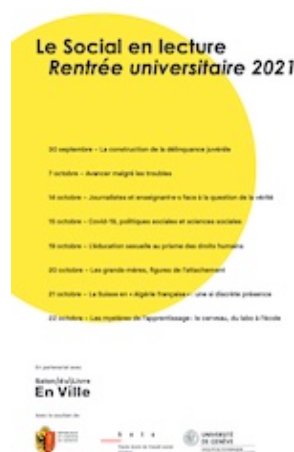 Le Social en lecture
Rentrée universitaire 2021
30 septembre – La construction de la délinquance juvénile
7 octobre – Avancer malgré les troubles
14 octobre – Journalistes et enseignant·e·s face à la question de la vérité
15 octobre – Covid-19, politiques sociales et sciences sociales
19 octobre – L'éducation sexuelle au prisme des droits humains
20 octobre – Les grands-mères, figures de l'attachement
21 octobre – La Suisse en « Algérie française » : une si discrète présence
22 octobre – Les mystères de l'apprentissage : le cerveau, du labo à l'école
En partenariat avec
Salon/du/Livre
En Ville
Avec le soutien de
h e t s
UNIVERSITÉ
DE GENÈVE